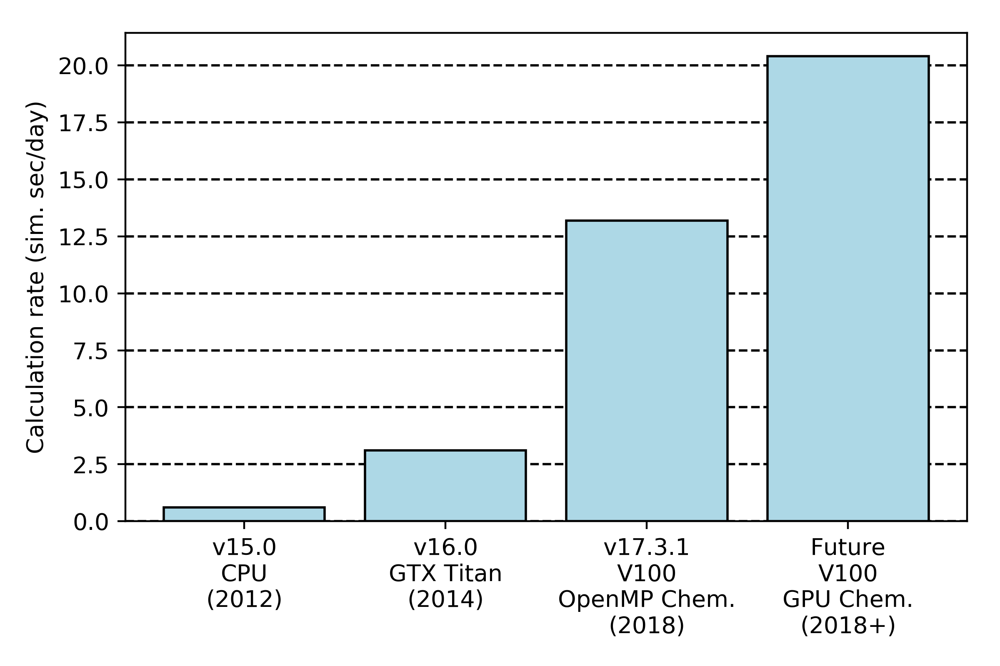 Calculation rate (sim. sec/day)
20.0
17.5
15.0
12.5
10.0
7.5
5.0
2.5
0.0
v15.0
CPU
(2012)
v16.0
GTX Titan
(2014)
v17.3.1
V100
OpenMP Chem.
(2018)
Future
V100
GPU Chem.
(2018+)